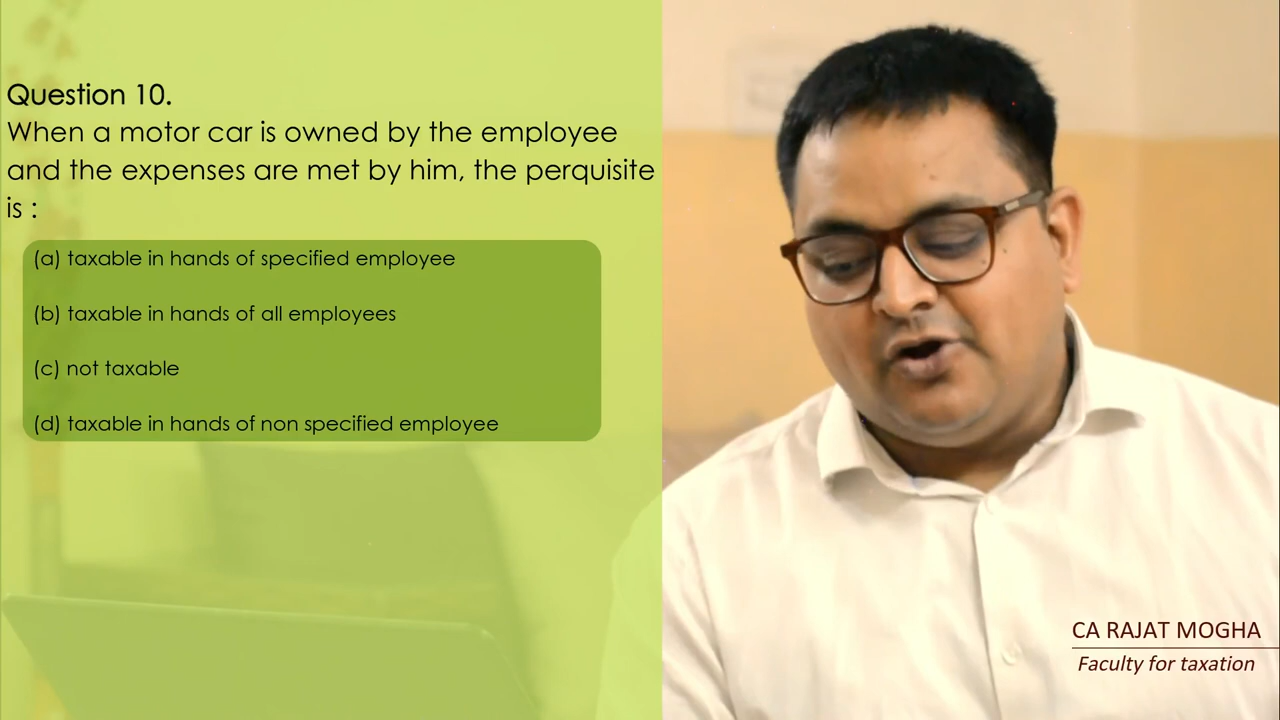 Question 10.
When a motor car is owned by the employee
and the expenses are met by him, the perquisite
is :
(a) taxable in hands of specified employee
(b) taxable in hands of all employees
(c) not taxable
(d) taxable in hands of non specified employee
CA RAJAT MOGHA
Faculty for taxation